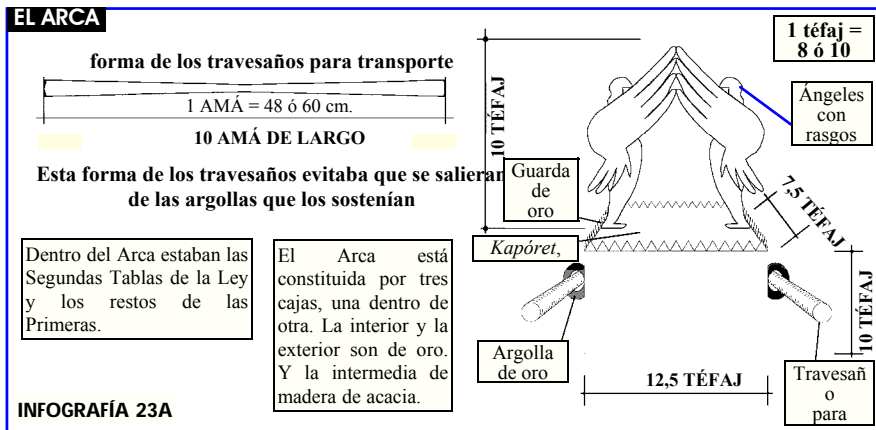 EL ARCA
forma de los travesaños para transporte
1 AMÁ = 48 ó 60 cm.
10 AMÁ DE LARGO
Esta forma de los travesaños evitaba que se salieran
de las argollas que los sostenían
Dentro del Arca estaban las
Segundas Tablas de la Ley
y los restos de las
Primeras.
El Arca está
constituida por tres
cajas, una dentro de
otra. La interior y la
exterior son de oro.
Y la intermedia de
madera de acacia.
INFOGRAFÍA 23A
1 téfaj =
8 ó 10
10 TÉFAJ
Ángeles
con
rasgos
Guarda
de
oro
Kapóret,
7,5 TÉFAJ
10 TÉFAJ
Argolla
de oro
12,5 TÉFAJ
Travesañ
o
para